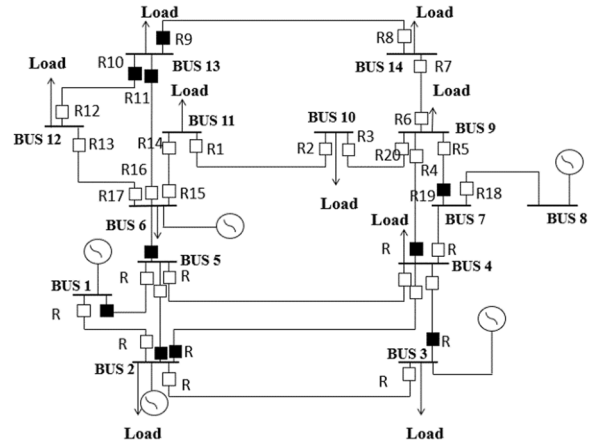 Load
Load
R9
R8
R10
BUS 13
R7
Load
R11
BUS 14
Load
R12
Load
BUS 11
BUS 10
R6
BUS 9
BUS 12
R13
R14
R1
R2
R3
R20
R5
R16
R4
R17
R15
R19
R18
BUS 6
Load
Load
BUS 7
BUS 8
R
BUS 5
R
BUS 4
R
R
BUS 1
R
R
R
R
BUS 3
R
BUS 2
R
R
Load
Load